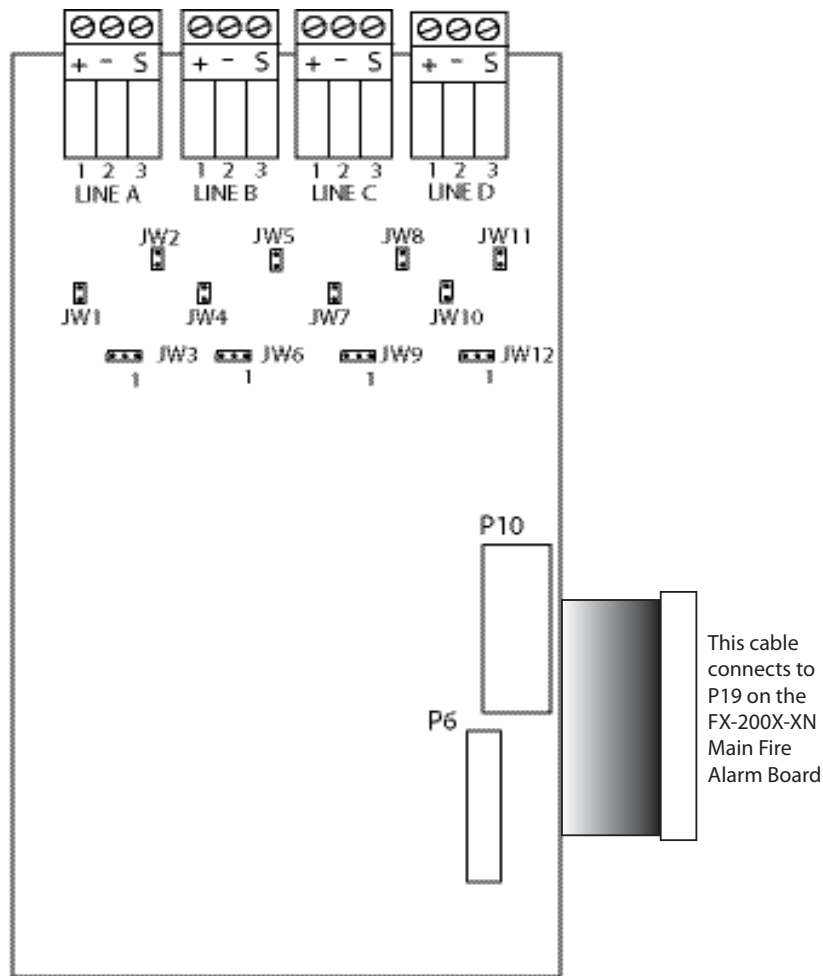 + - S + - S + - S + - S
1 2 3 1 2 3 1 2 3 1 2 3
LINE A LINE B LINE C LINE D
JW2 JW5 JW8 JW11
JW1 JW4 JW7 JW10
JW3 JW6 JW9 JW12
1 1 1 1
P10
This cable
connects to
P19 on the
FX-200X-XN
Main Fire
Alarm Board
P6